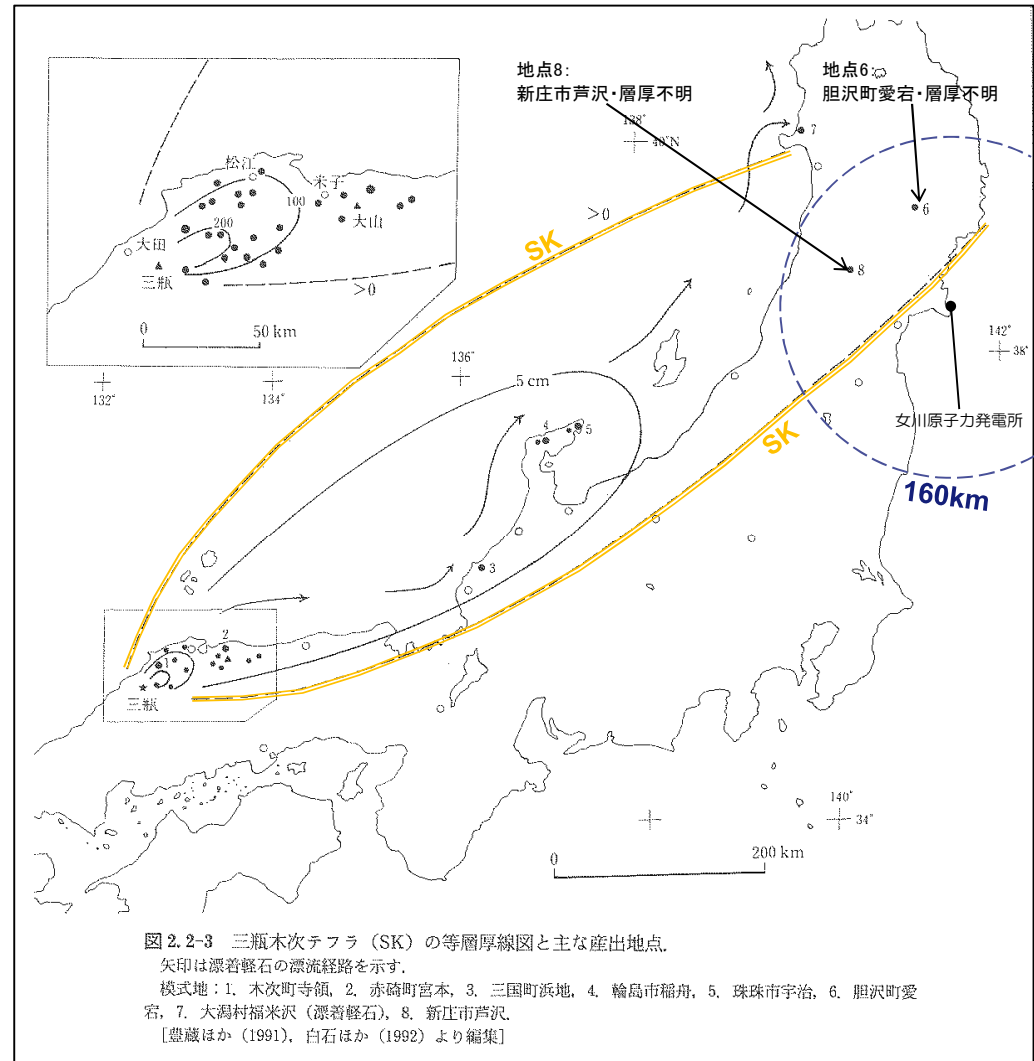 地点8:
新庄市芦沢・層厚不明
地点6:
胆沢町愛宕・層厚不明
138°
40°N
7
松江
米子
100
大山
200
大田
三瓶
>0
0
50 km
132°
134°
>0
SK
6
8
142°
38°
136°
5 cm
女川原子力発電所
4
5
SK
160km
3
2
1
三瓶
140°
34°
0
200 km
図 2.2-3 三瓶木次テフラ(SK)の等層厚線図と主な産出地点.
矢印は漂着軽石の漂流経路を示す.
模式地:1. 木次町寺領, 2. 赤碕町宮本, 3. 三国町浜地, 4. 輪島市稲舟, 5. 珠珠市宇治, 6. 胆沢町愛
宕, 7. 大潟村福米沢(漂着軽石), 8. 新庄市芦沢.
[豊蔵ほか(1991), 白石ほか(1992)より編集]